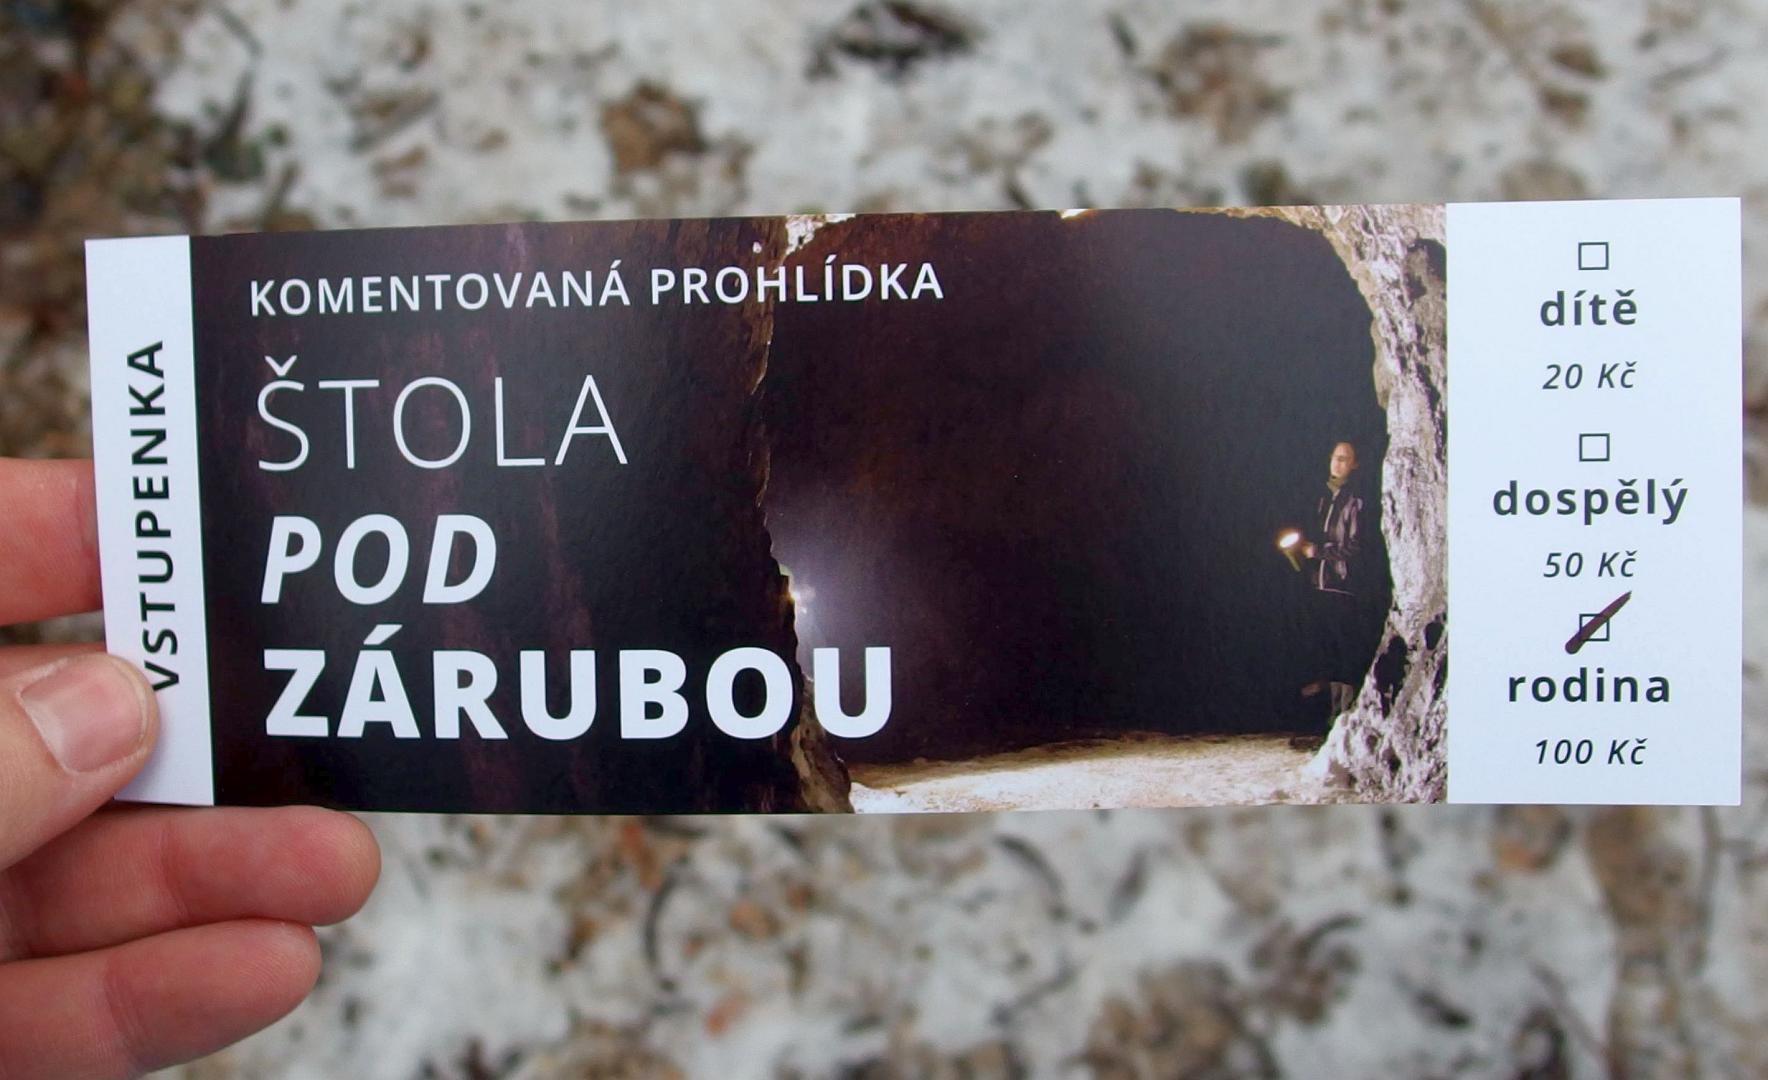 VSTUPENKA
KOMENTOVANÁ PROHLÍDKA
ŠTOLA
POD
ZÁRUBOU
dítě
20 Kč
dospělý
50 Kč
rodina
100 Kč